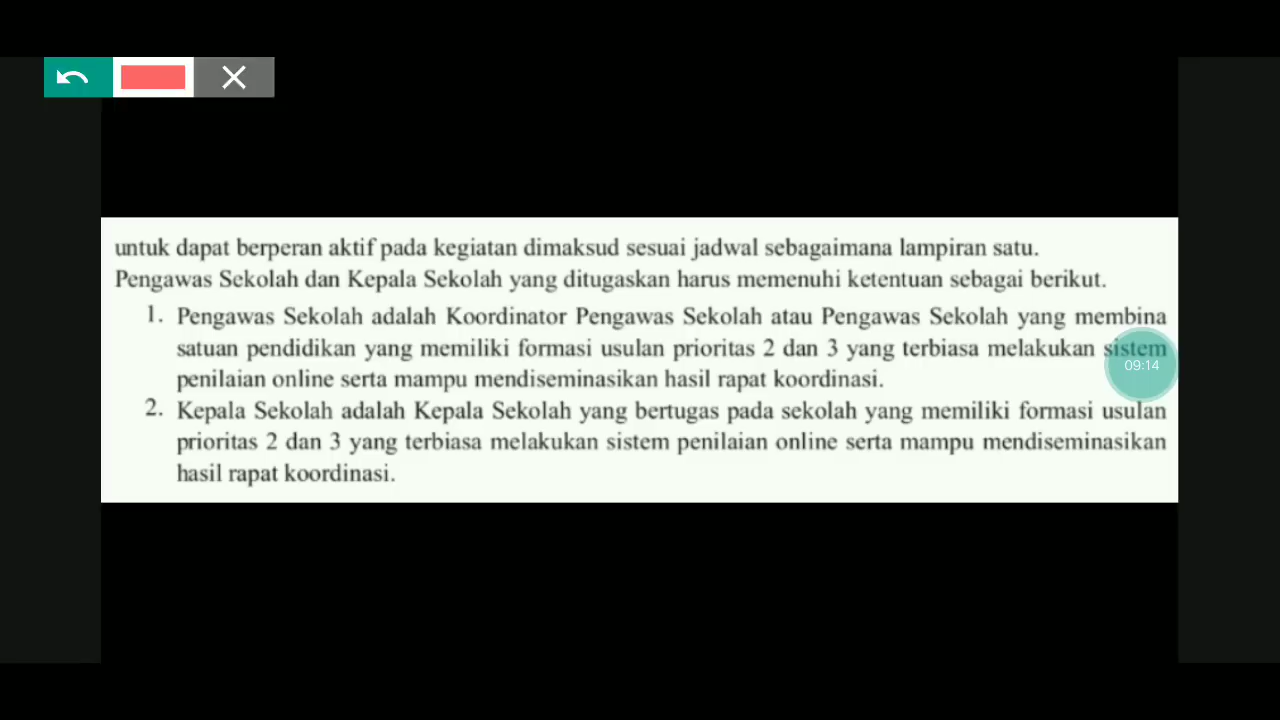 untuk dapat berperan aktif pada kegiatan dimaksud sesuai jadwal sebagaimana lampiran satu.
Pengawas Sekolah dan Kepala Sekolah yang ditugaskan harus memenuhi ketentuan sebagai berikut.
1. Pengawas Sekolah adalah Koordinator Pengawas Sekolah atau Pengawas Sekolah yang membina
satuan pendidikan yang memiliki formasi usulan prioritas 2 dan 3 yang terbiasa melakukan sistem
penilaian online serta mampu mendiseminasikan hasil rapat koordinasi.
09:14
2. Kepala Sekolah adalah Kepala Sekolah yang bertugas pada sekolah yang memiliki formasi usulan
prioritas 2 dan 3 yang terbiasa melakukan sistem penilaian online serta mampu mendiseminasikan
hasil rapat koordinasi.